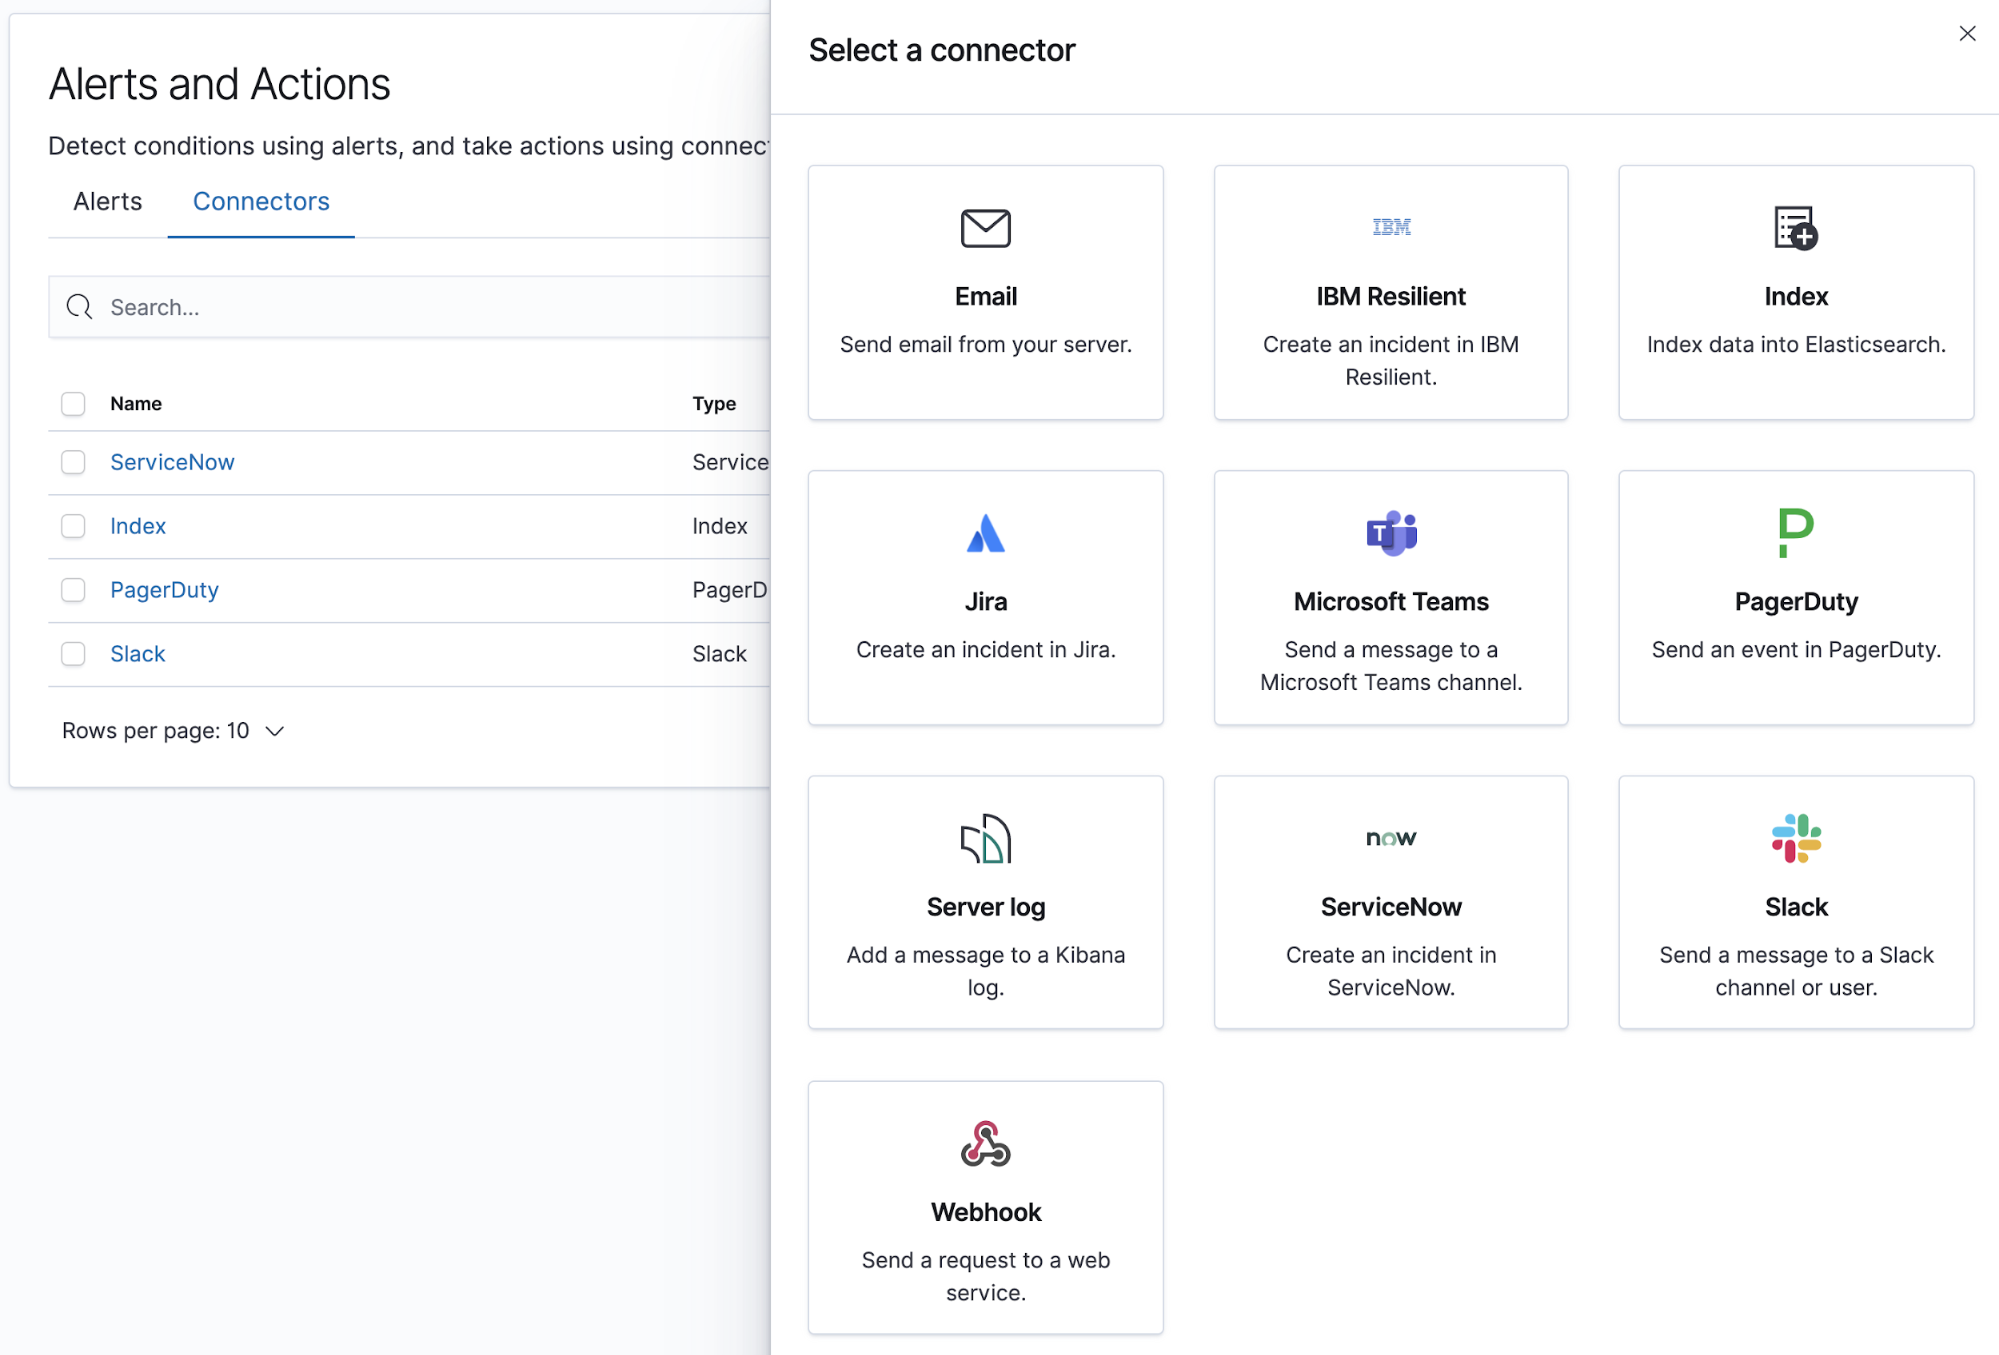 Alerts and Actions
Detect conditions using alerts, and take actions using connec
Alerts
Connectors
Search...
Name
Type
ServiceNow
Service
Index
Index
PagerDuty
PagerD
Slack
Slack
Rows per page: 10
Select a connector
Email
Send email from your server.
IBM
IBM Resilient
Create an incident in IBM
Resilient.
Index
Index data into Elasticsearch.
Jira
Create an incident in Jira.
T
Microsoft Teams
Send a message to a
Microsoft Teams channel.
P
PagerDuty
Send an event in PagerDuty.
Server log
Add a message to a Kibana
log.
now
ServiceNow
Create an incident in
ServiceNow.
Slack
Send a message to a Slack
channel or user.
Webhook
Send a request to a web
service.